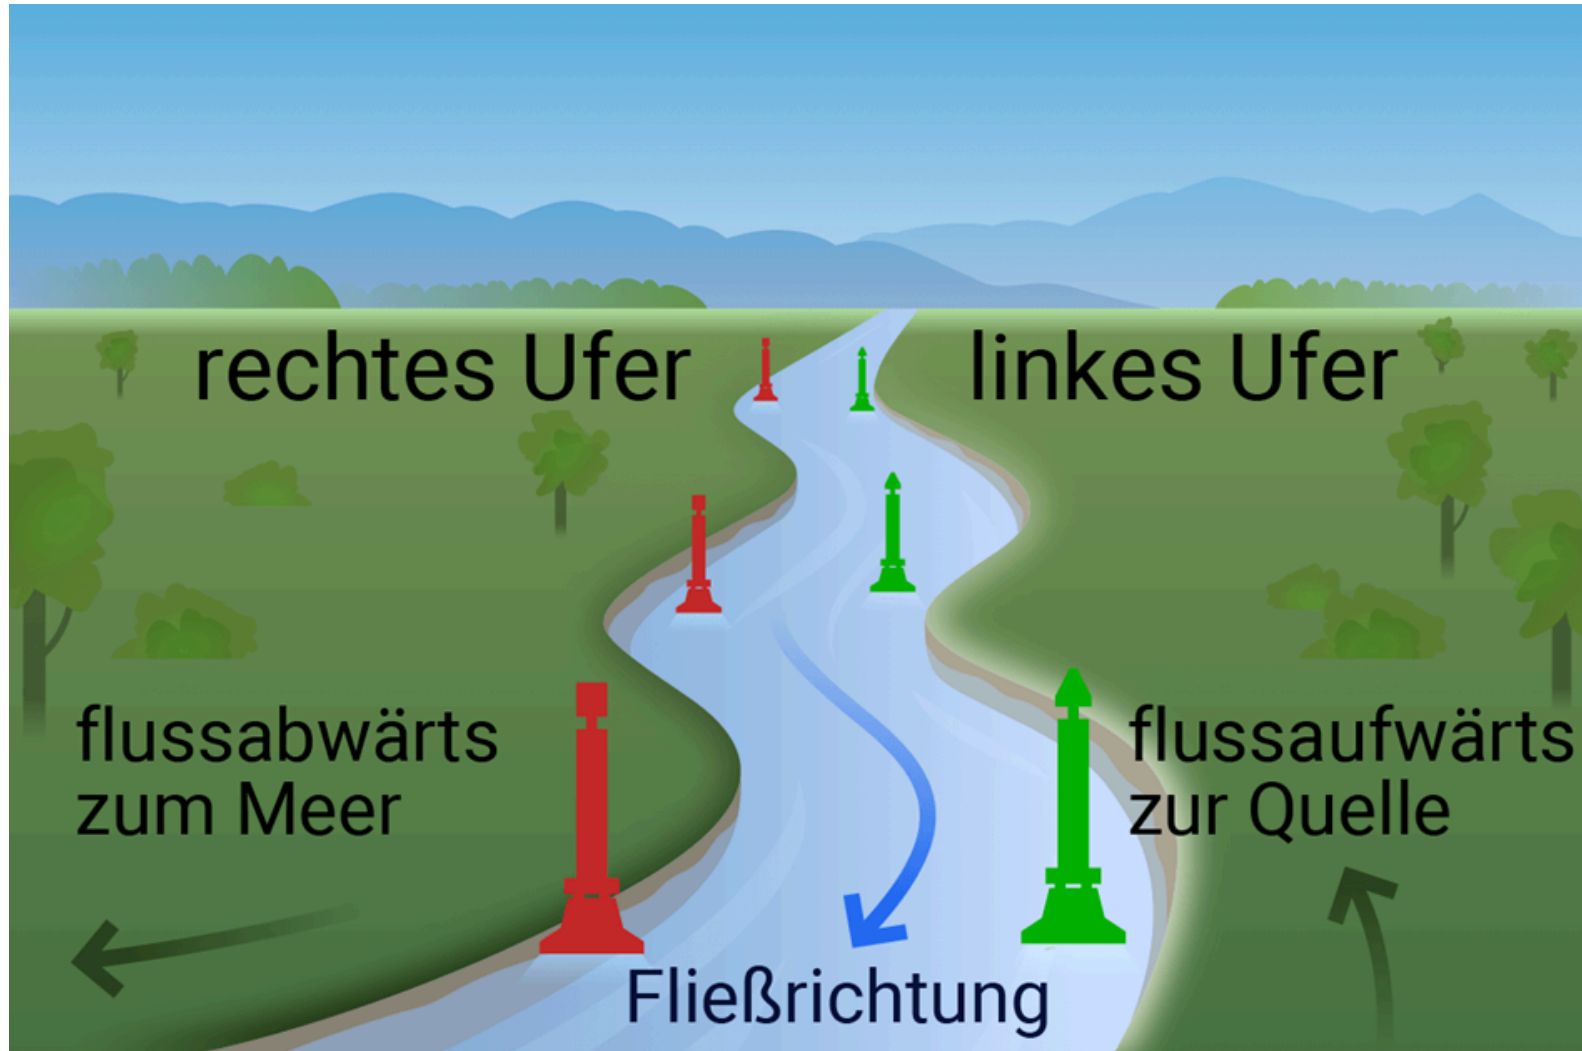 rechtes Ufer
linkes Ufer
flussabwärts
zum Meer
flussaufwärts
zur Quelle
Fließrichtung